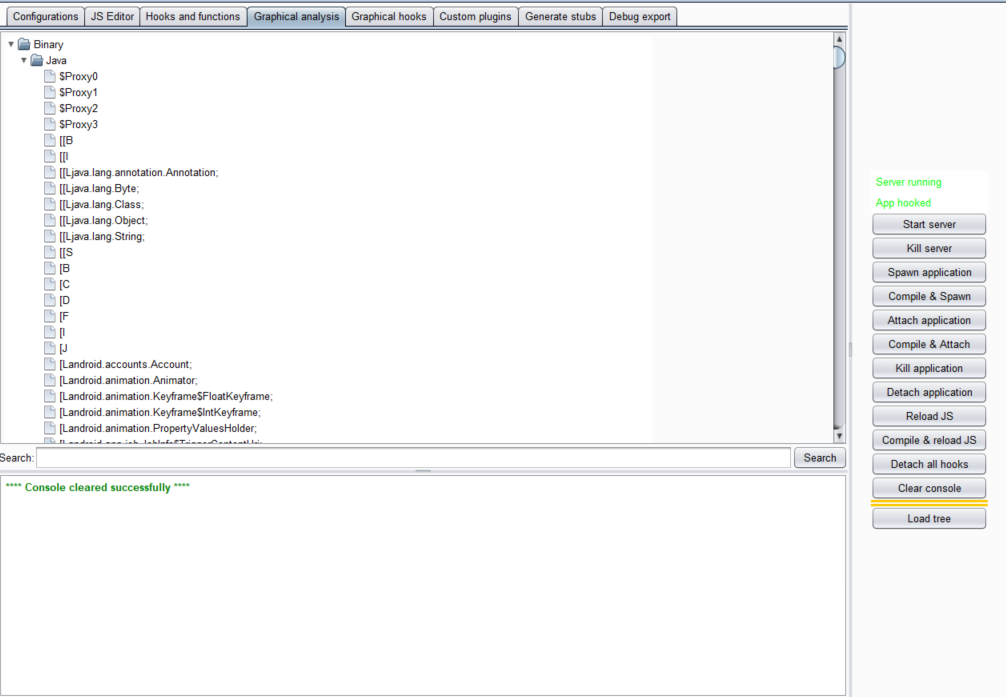 Configurations JS Editor Hooks and functions Graphical analysis Graphical hooks Custom plugins Generate stubs Debug export
Binary
Java
$Proxy0
$Proxy1
$Proxy2
$Proxy3
[[B
[[I
[[Ljava.lang.annotation.Annotation;
[[Ljava.lang.Byte;
[[Ljava.lang.Class;
[[Ljava.lang.Object;
[[Ljava.lang.String;
[[S
[B
[C
[D
[F
[I
[J
[Landroid.accounts.Account;
[Landroid.animation.Animator;
[Landroid.animation.Keyframe$FloatKeyframe;
[Landroid.animation.Keyframe$IntKeyframe;
[Landroid.animation.PropertyValuesHolder;
Search: Search
**** Console cleared successfully ****
Server running
App hooked
Start server
Kill server
Spawn application
Compile & Spawn
Attach application
Compile & Attach
Kill application
Detach application
Reload JS
Compile & reload JS
Detach all hooks
Clear console
Load tree